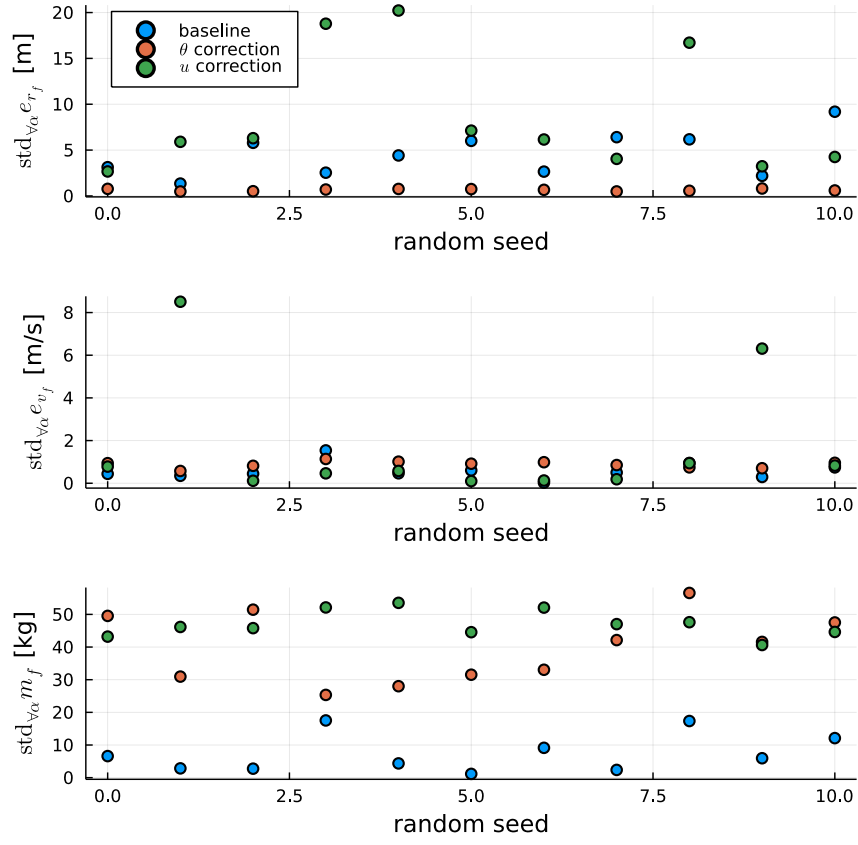 baseline
θ correction
u correction
std∀α e_{r_f} [m]
20
15
10
5
0
0.0 2.5 5.0 7.5 10.0
random seed
std∀α e_{v_f} [m/s]
8
6
4
2
0
0.0 2.5 5.0 7.5 10.0
random seed
std∀α m_f [kg]
50
40
30
20
10
0
0.0 2.5 5.0 7.5 10.0
random seed